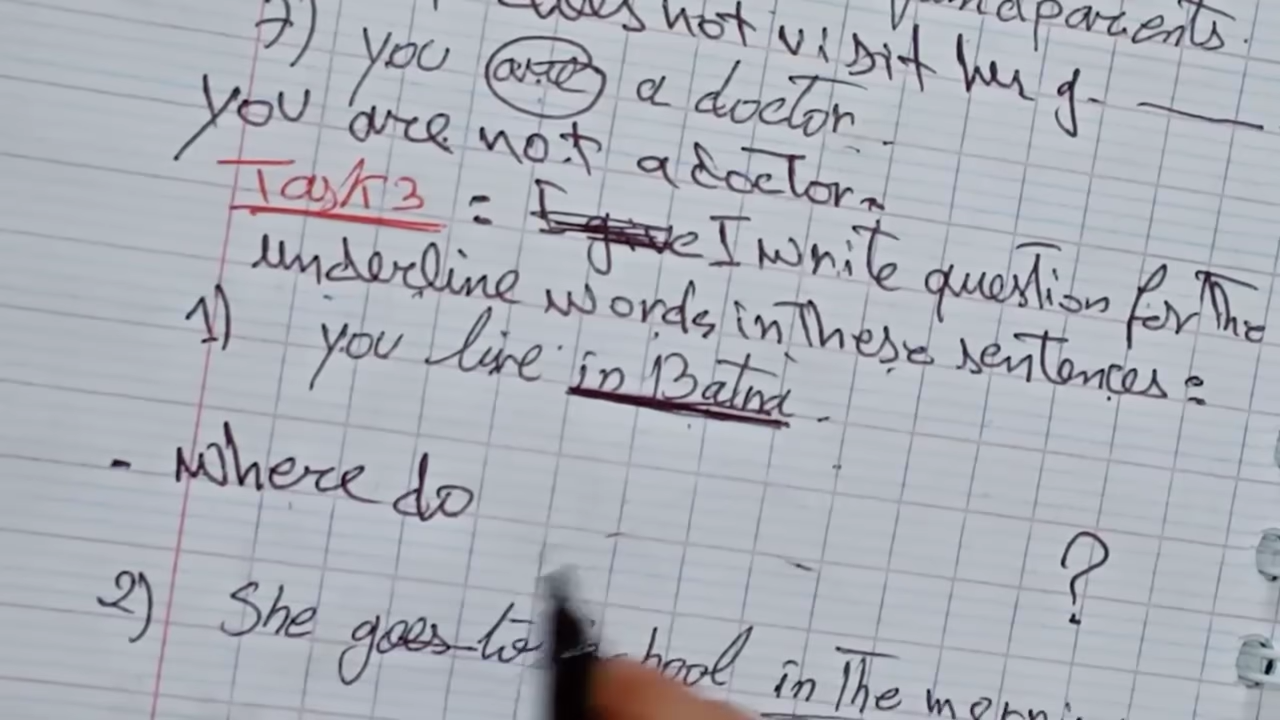 does not visit her g.
grandparents.
7) you are a doctor.
you are not a doctor.
Task 3 : I write question for the
underline words in these sentences:
1) you live in Batna.
- Where do ?
2) She goes to school in the morni